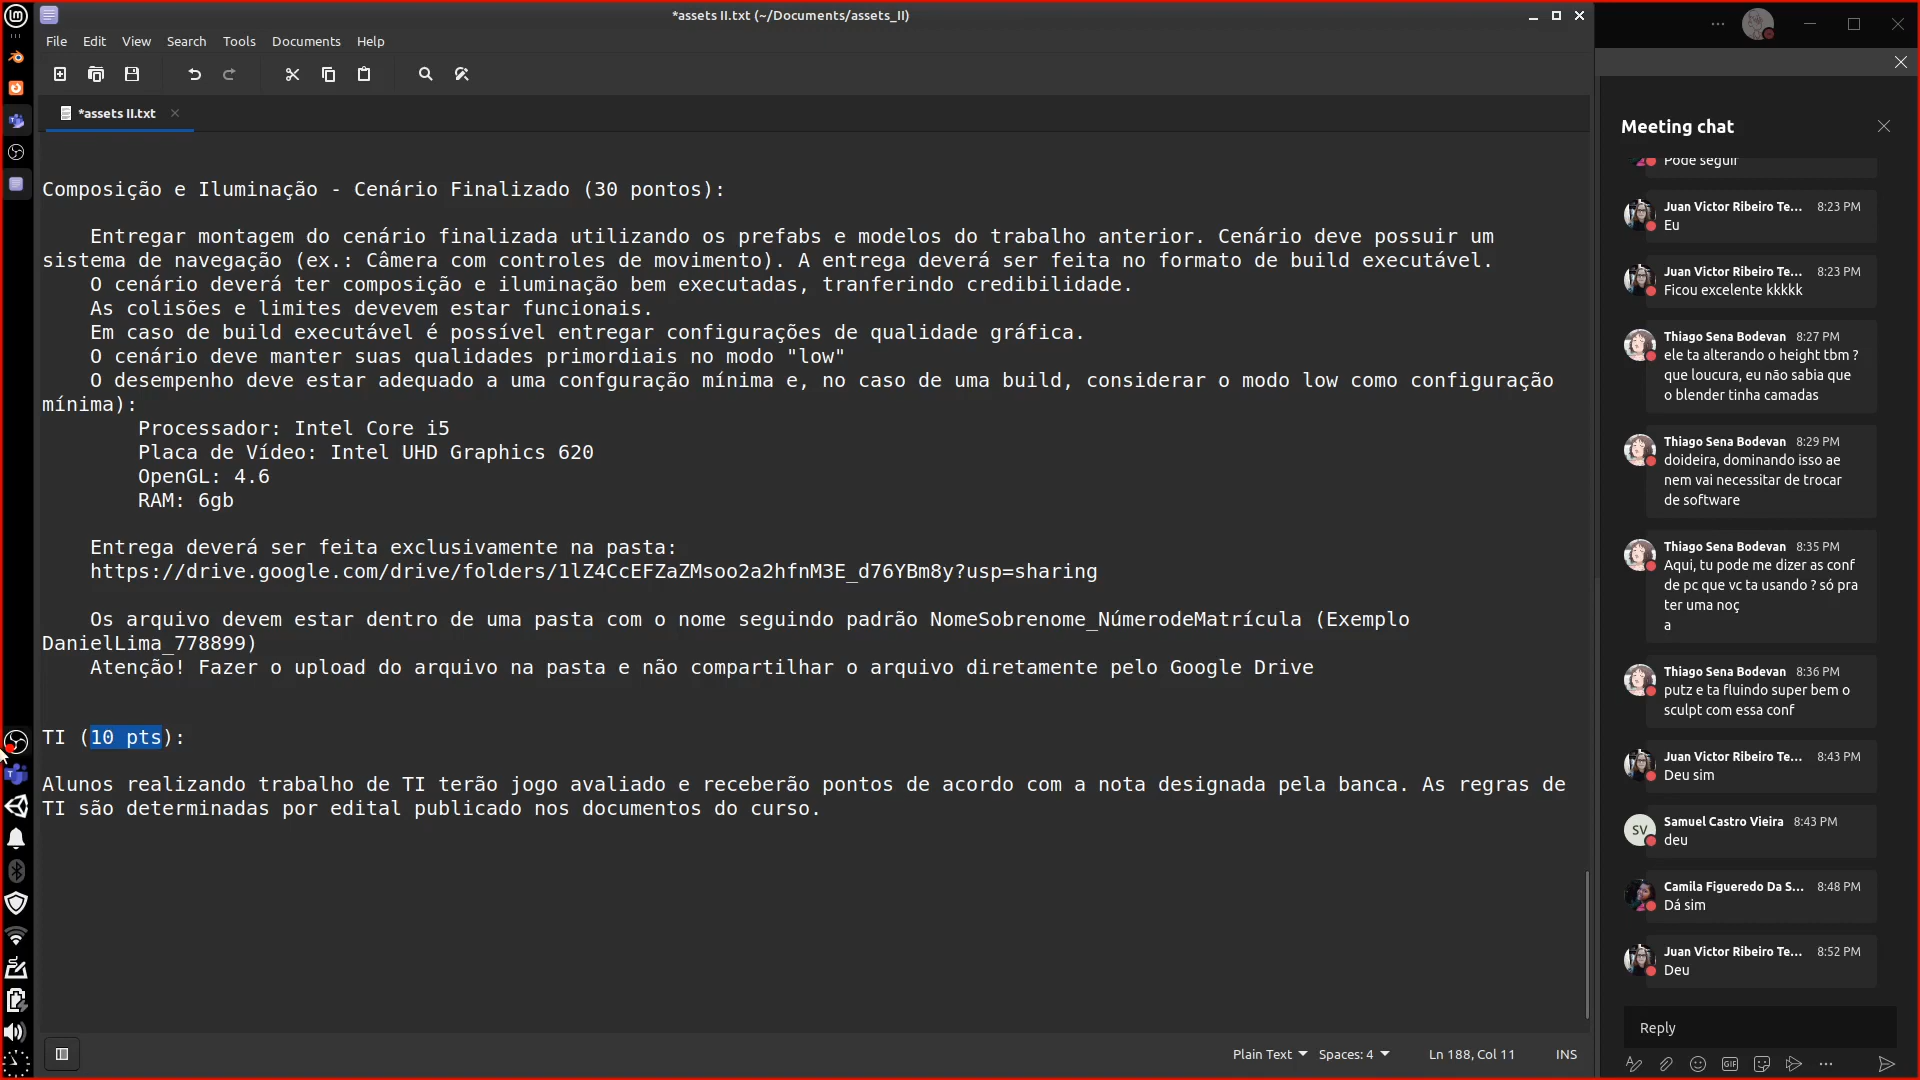 *assets II.txt (~/Documents/assets_II)
File Edit View Search Tools Documents Help
*assets II.txt
Composição e Iluminação - Cenário Finalizado (30 pontos):
Entregar montagem do cenário finalizada utilizando os prefabs e modelos do trabalho anterior. Cenário deve possuir um
sistema de navegação (ex.: Câmera com controles de movimento). A entrega deverá ser feita no formato de build executável.
O cenário deverá ter composição e iluminação bem executadas, tranferindo credibilidade.
As colisões e limites devevem estar funcionais.
Em caso de build executável é possível entregar configurações de qualidade gráfica.
O cenário deve manter suas qualidades primordiais no modo "low"
O desempenho deve estar adequado a uma confguração mínima e, no caso de uma build, considerar o modo low como configuração
mínima):
Processador: Intel Core i5
Placa de Vídeo: Intel UHD Graphics 620
OpenGL: 4.6
RAM: 6gb
Entrega deverá ser feita exclusivamente na pasta:
https://drive.google.com/drive/folders/1lZ4CcEFZaZMsoo2a2hfnM3E_d76YBm8y?usp=sharing
Os arquivo devem estar dentro de uma pasta com o nome seguindo padrão NomeSobrenome_NúmerodeMatrícula (Exemplo
DanielLima_778899)
Atenção! Fazer o upload do arquivo na pasta e não compartilhar o arquivo diretamente pelo Google Drive
TI (10 pts):
Alunos realizando trabalho de TI terão jogo avaliado e receberão pontos de acordo com a nota designada pela banca. As regras de
TI são determinadas por edital publicado nos documentos do curso.
Plain Text Spaces: 4 Ln 188, Col 11 INS
Meeting chat
Pode seguir
Juan Victor Ribeiro Te... 8:23 PM
Eu
Juan Victor Ribeiro Te... 8:23 PM
Ficou excelente kkkkk
Thiago Sena Bodevan 8:27 PM
ele ta alterando o height tbm ?
que loucura, eu não sabia que
o blender tinha camadas
Thiago Sena Bodevan 8:29 PM
doideira, dominando isso ae
nem vai necessitar de trocar
de software
Thiago Sena Bodevan 8:35 PM
Aqui, tu pode me dizer as conf
de pc que vc ta usando ? só pra
ter uma noç
a
Thiago Sena Bodevan 8:36 PM
putz e ta fluindo super bem o
sculpt com essa conf
Juan Victor Ribeiro Te... 8:43 PM
Deu sim
SV
Samuel Castro Vieira 8:43 PM
deu
Camila Figueredo Da S... 8:48 PM
Dá sim
Juan Victor Ribeiro Te... 8:52 PM
Deu
Reply
GIF